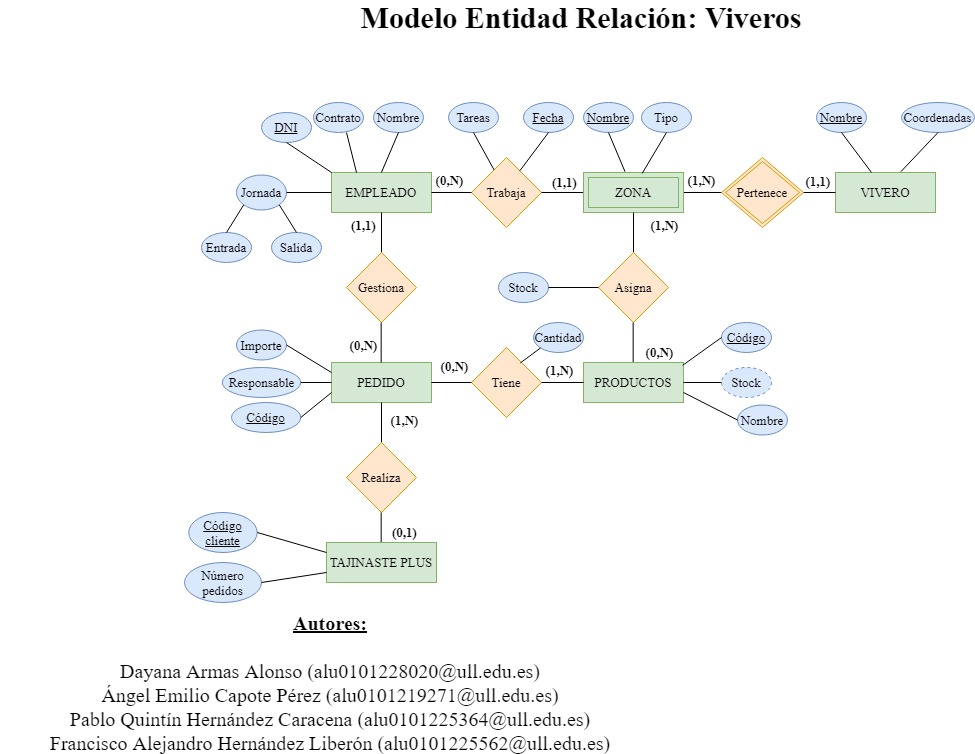 Modelo Entidad Relación: Viveros
DNI
Contrato
Nombre
Tareas
Fecha
Nombre
Tipo
Nombre
Coordenadas
Jornada
EMPLEADO
(0,N)
Trabaja
(1,1)
ZONA
(1,N)
Pertenece
(1,1)
VIVERO
Entrada
Salida
(1,1)
(1,N)
Gestiona
Stock
Asigna
Importe
(0,N)
Cantidad
(0,N)
Código
Responsable
PEDIDO
(0,N)
Tiene
(1,N)
PRODUCTOS
Stock
Código
(1,N)
Nombre
Realiza
Código
cliente
(0,1)
TAJINASTE PLUS
Número
pedidos
Autores:
Dayana Armas Alonso (alu0101228020@ull.edu.es)
Ángel Emilio Capote Pérez (alu0101219271@ull.edu.es)
Pablo Quintín Hernández Caracena (alu0101225364@ull.edu.es)
Francisco Alejandro Hernández Liberón (alu0101225562@ull.edu.es)